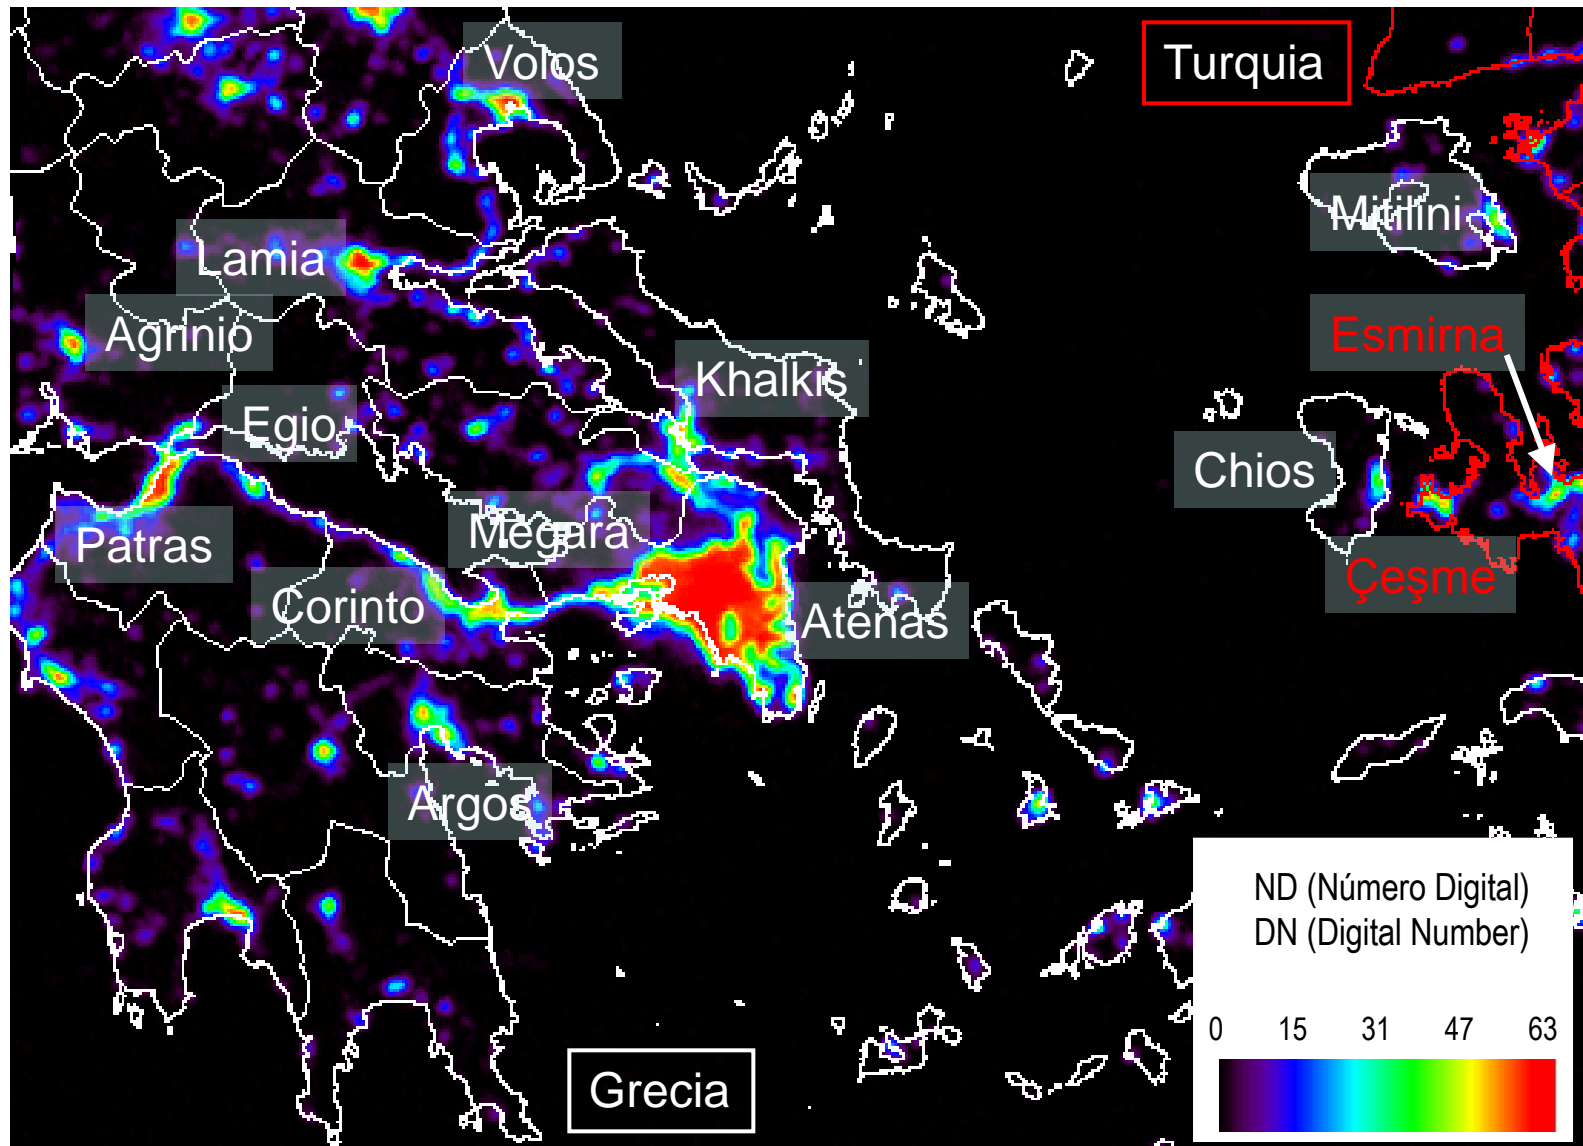 Volos
Turquia
Mitilini
Lamia
Agrinio
Esmirna
Khalkis
Egio
Chios
Patras
Megara
Çeşme
Corinto
Atenas
Argos
ND (Número Digital)
DN (Digital Number)
0 15 31 47 63
Grecia